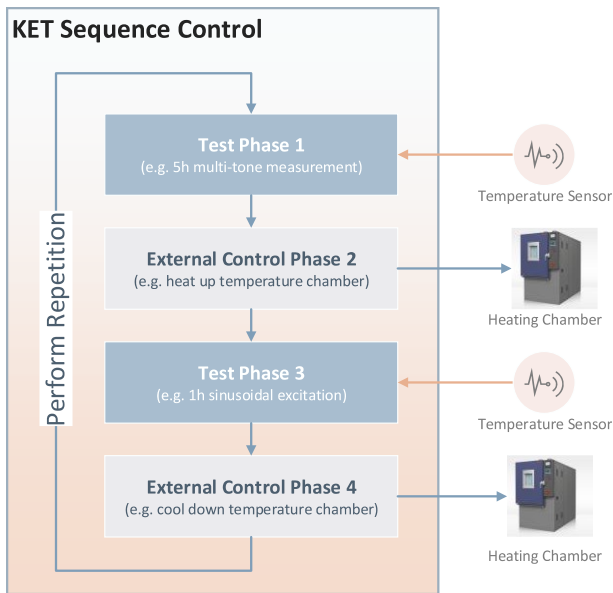 KET Sequence Control
Test Phase 1
(e.g. 5h multi-tone measurement)
Temperature Sensor
External Control Phase 2
(e.g. heat up temperature chamber)
Heating Chamber
Perform Repetition
Test Phase 3
(e.g. 1h sinusoidal excitation)
Temperature Sensor
External Control Phase 4
(e.g. cool down temperature chamber)
Heating Chamber